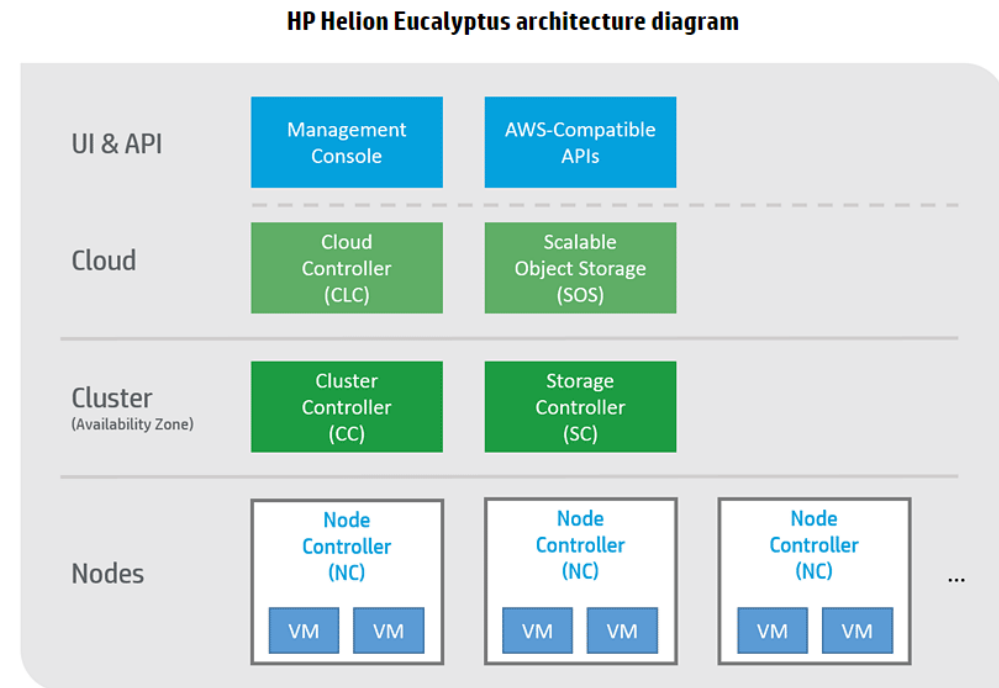 HP Helion Eucalyptus architecture diagram
UI & API
Management
Console
AWS-Compatible
APIs
Cloud
Cloud
Controller
(CLC)
Scalable
Object Storage
(SOS)
Cluster
(Availability Zone)
Cluster
Controller
(CC)
Storage
Controller
(SC)
Nodes
Node
Controller
(NC)
VM
VM
Node
Controller
(NC)
VM
VM
Node
Controller
(NC)
VM
VM
...